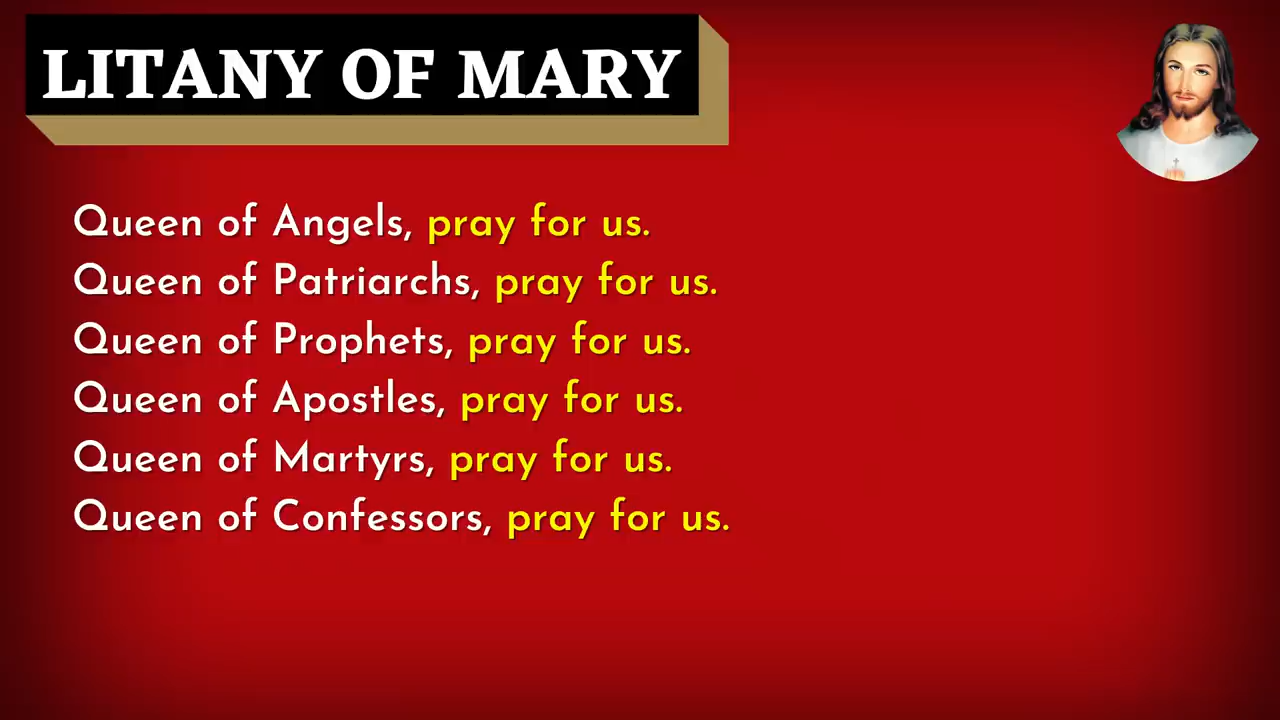 LITANY OF MARY
Queen of Angels, pray for us.
Queen of Patriarchs, pray for us.
Queen of Prophets, pray for us.
Queen of Apostles, pray for us.
Queen of Martyrs, pray for us.
Queen of Confessors, pray for us.